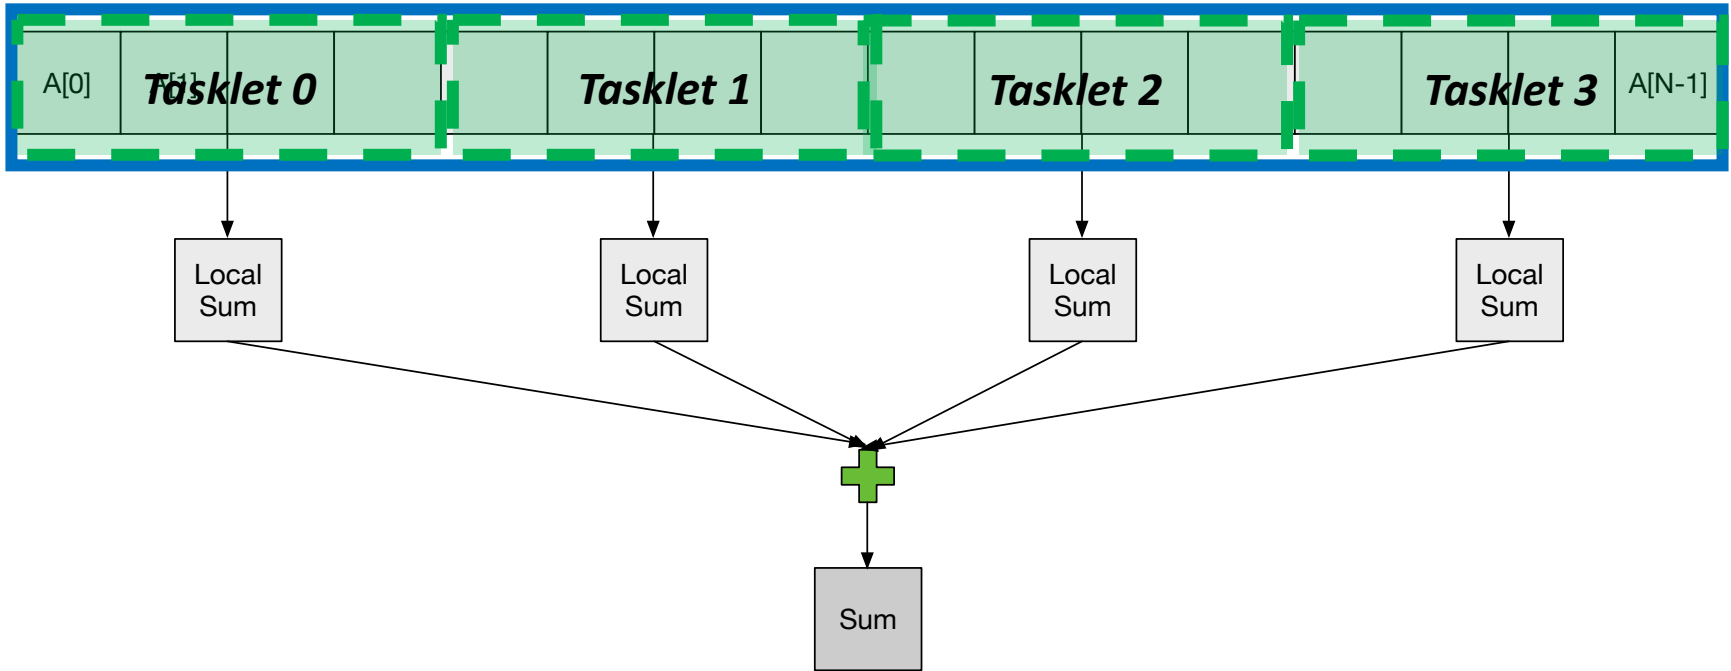 A[0] A[1] Tasklet 0 Tasklet 1 Tasklet 2 Tasklet 3 A[N-1]
Local Local Local Local
Sum Sum Sum Sum
Sum